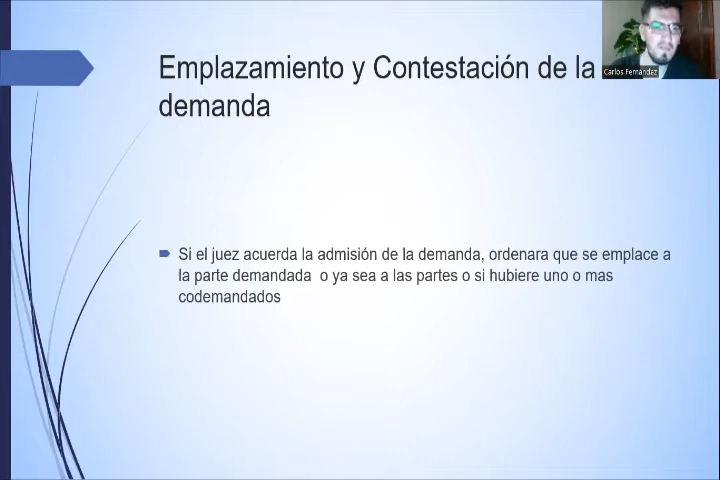 Emplazamiento y Contestación de la
demanda
Carlos Fernández
Si el juez acuerda la admisión de la demanda, ordenara que se emplace a
la parte demandada o ya sea a las partes o si hubiere uno o mas
codemandados